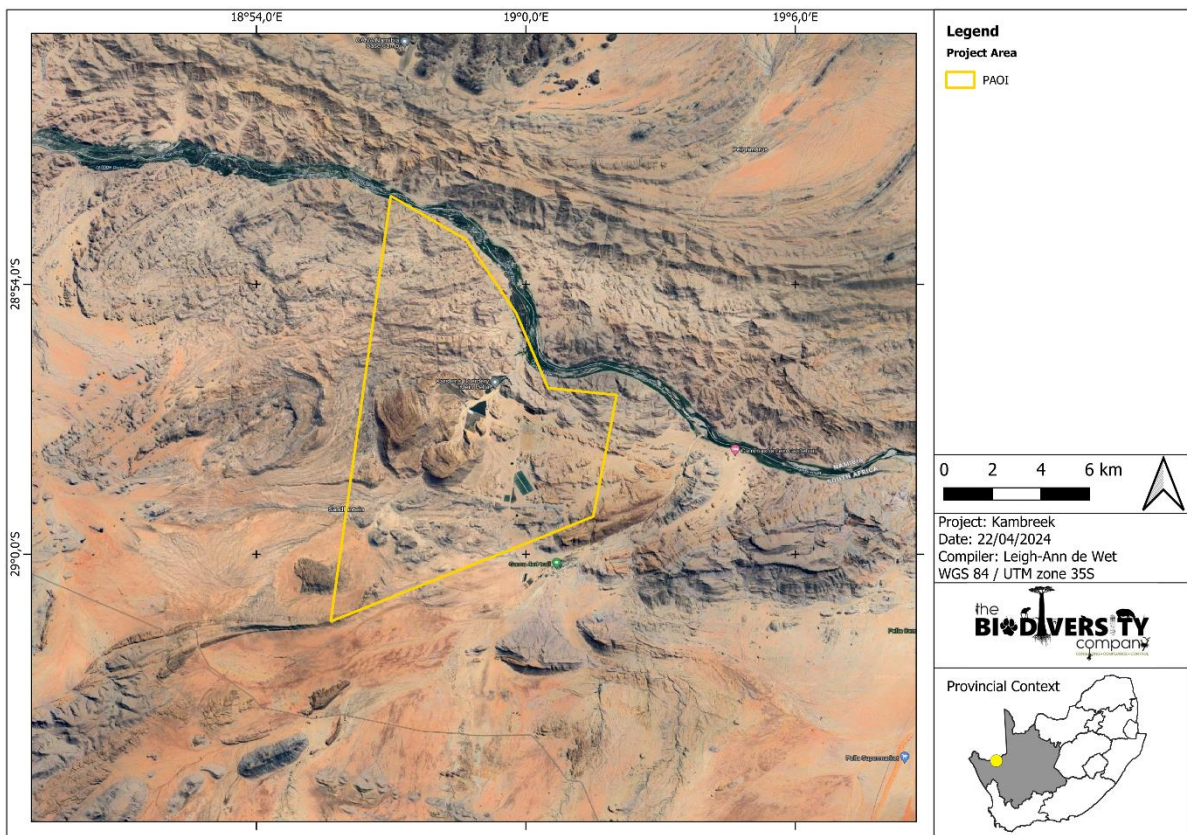 18°54,0'E 19°0,0'E 19°6,0'E
28°54,0'S
29°0,0'S
NAMIBIA
SOUTH AFRICA
Pella Supermarket
Legend
Project Area
PAOI
0 2 4 6 km
Project: Kambreek
Date: 22/04/2024
Compiler: Leigh-Ann de Wet
WGS 84 / UTM zone 35S
the
BIODIVERSITY
company
Provincial Context